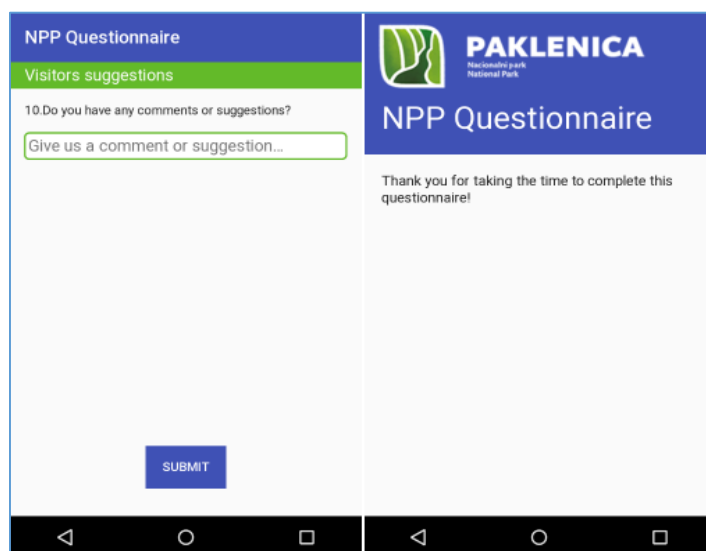 NPP Questionnaire
Visitors suggestions
10.Do you have any comments or suggestions?
Give us a comment or suggestion...
SUBMIT
PAKLENICA
Nacionalni park
National Park
NPP Questionnaire
Thank you for taking the time to complete this
questionnaire!